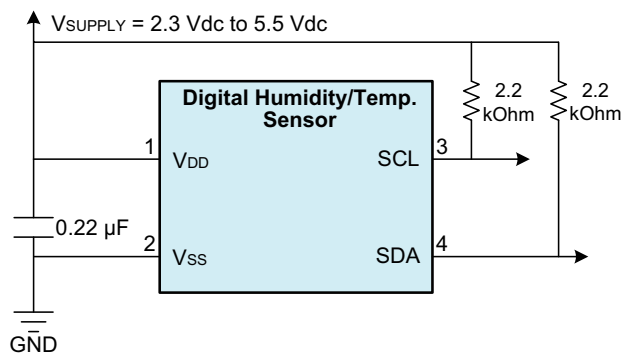 VSUPPLY = 2.3 Vdc to 5.5 Vdc
Digital Humidity/Temp.
Sensor
2.2
kOhm
2.2
kOhm
1
VDD
SCL
3
0.22 µF
2
VSS
SDA
4
GND